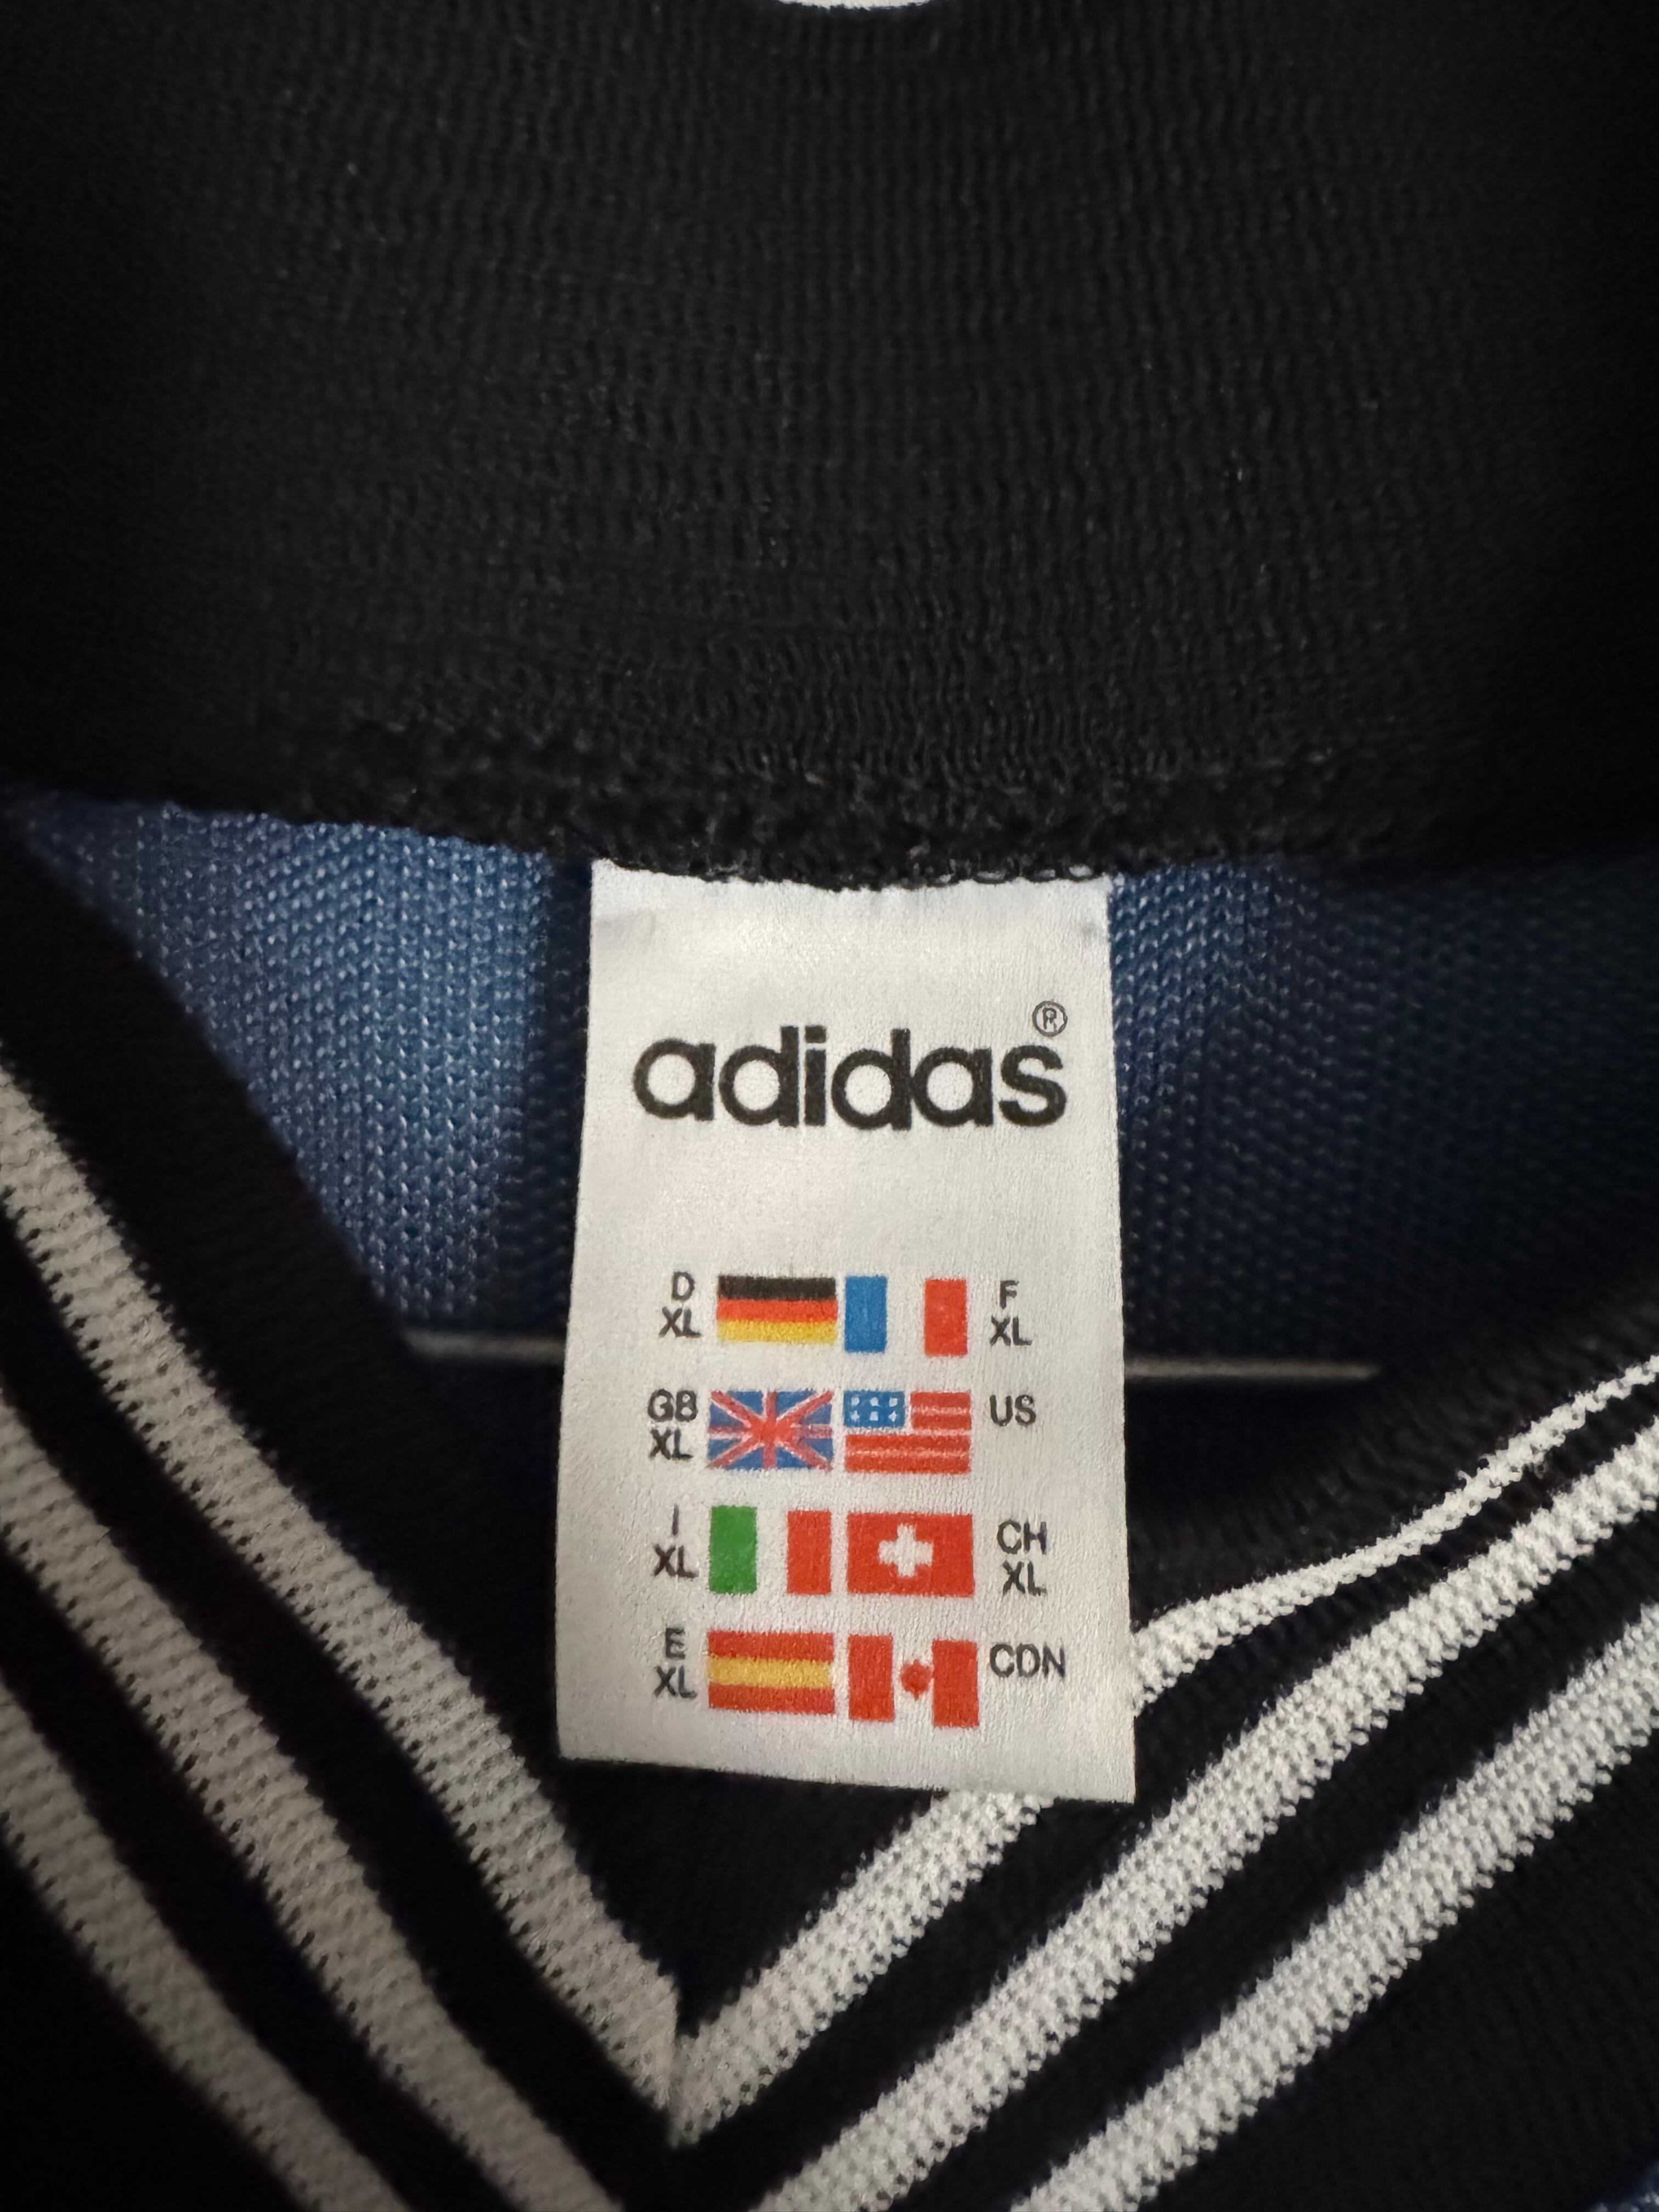 adidas®
D XL F XL
GB XL US
I XL CH XL
E XL CDN